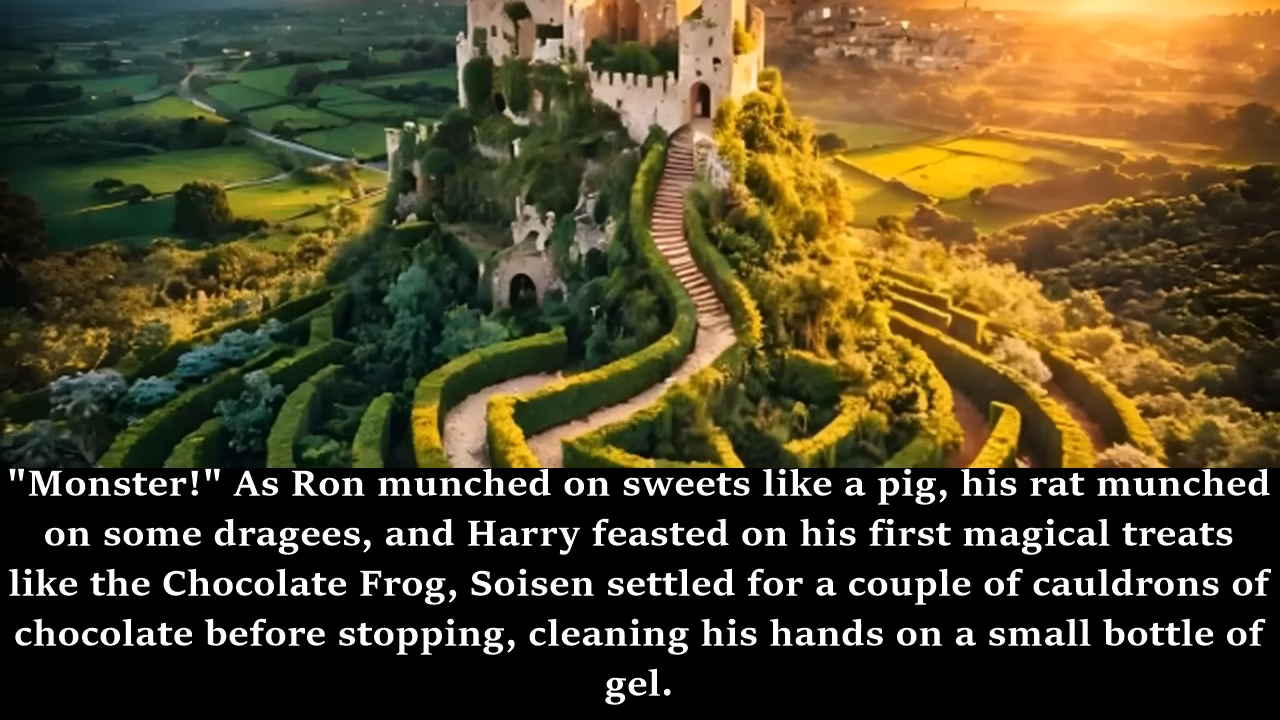 "Monster!" As Ron munched on sweets like a pig, his rat munched
on some dragees, and Harry feasted on his first magical treats
like the Chocolate Frog, Soisen settled for a couple of cauldrons of
chocolate before stopping, cleaning his hands on a small bottle of
gel.